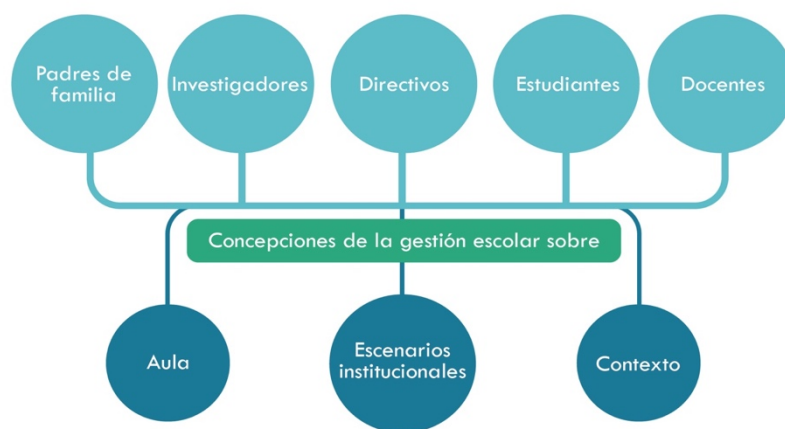 Padres de
familia
Investigadores
Directivos
Estudiantes
Docentes
Concepciones de la gestión escolar sobre
Aula
Escenarios
institucionales
Contexto